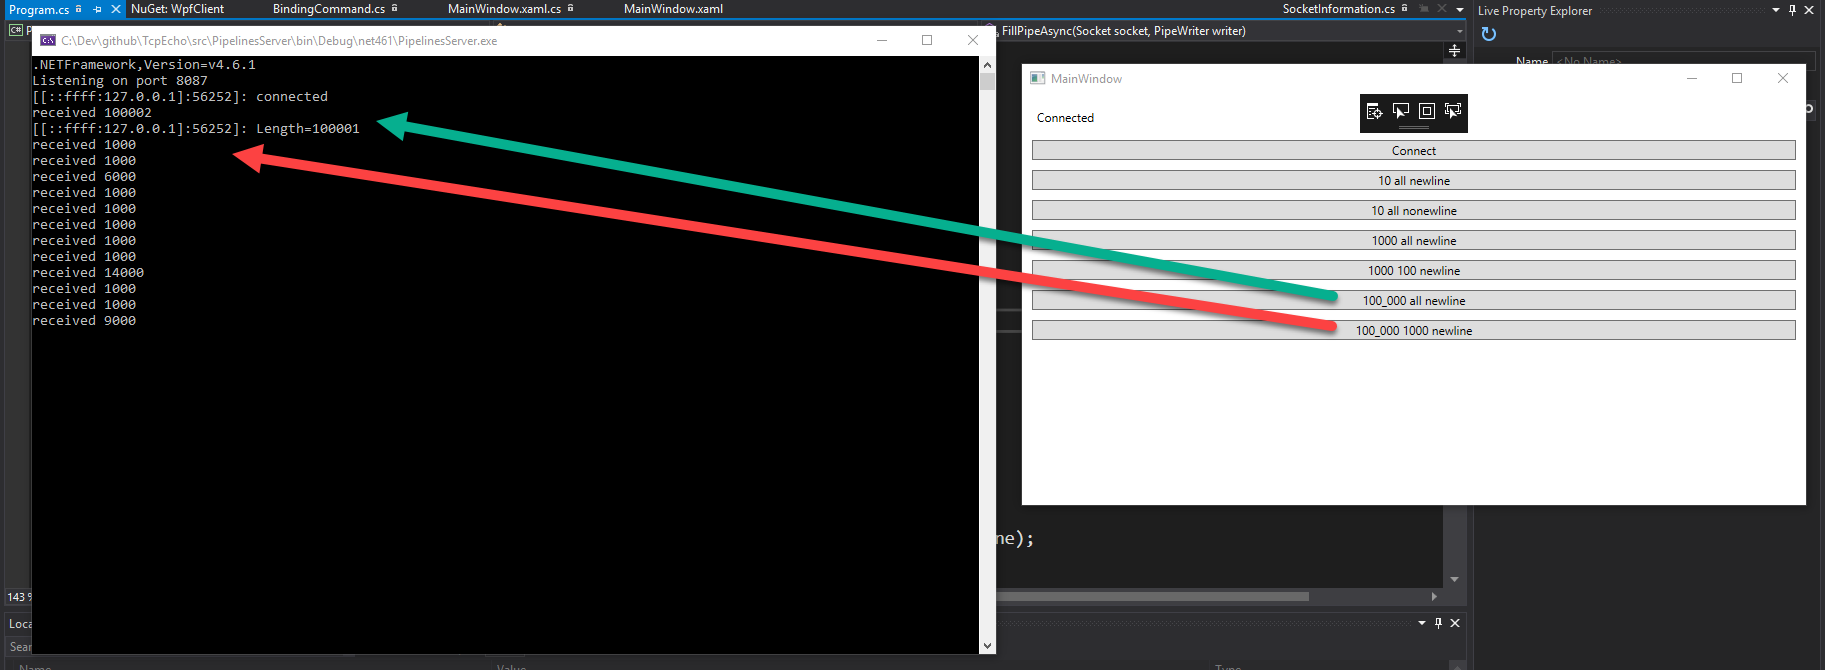 Program.cs
NuGet: WpfClient
BindingCommand.cs
MainWindow.xaml.cs
MainWindow.xaml
SocketInformation.cs
Live Property Explorer
FillPipeAsync(Socket socket, PipeWriter writer)
Name <No Name>
C:\Dev\github\TcpEcho\src\PipelinesServer\bin\Debug\net461\PipelinesServer.exe
.NETFramework,Version=v4.6.1
Listening on port 8087
[[::ffff:127.0.0.1]:56252]: connected
received 100002
[[::ffff:127.0.0.1]:56252]: Length=100001
received 1000
received 1000
received 6000
received 1000
received 1000
received 1000
received 1000
received 1000
received 14000
received 1000
received 1000
received 9000
MainWindow
Connected
Connect
10 all newline
10 all nonewline
1000 all newline
1000 100 newline
100_000 all newline
100_000 1000 newline
ne);
143 %
Loca
Sear
Name
Value
Type